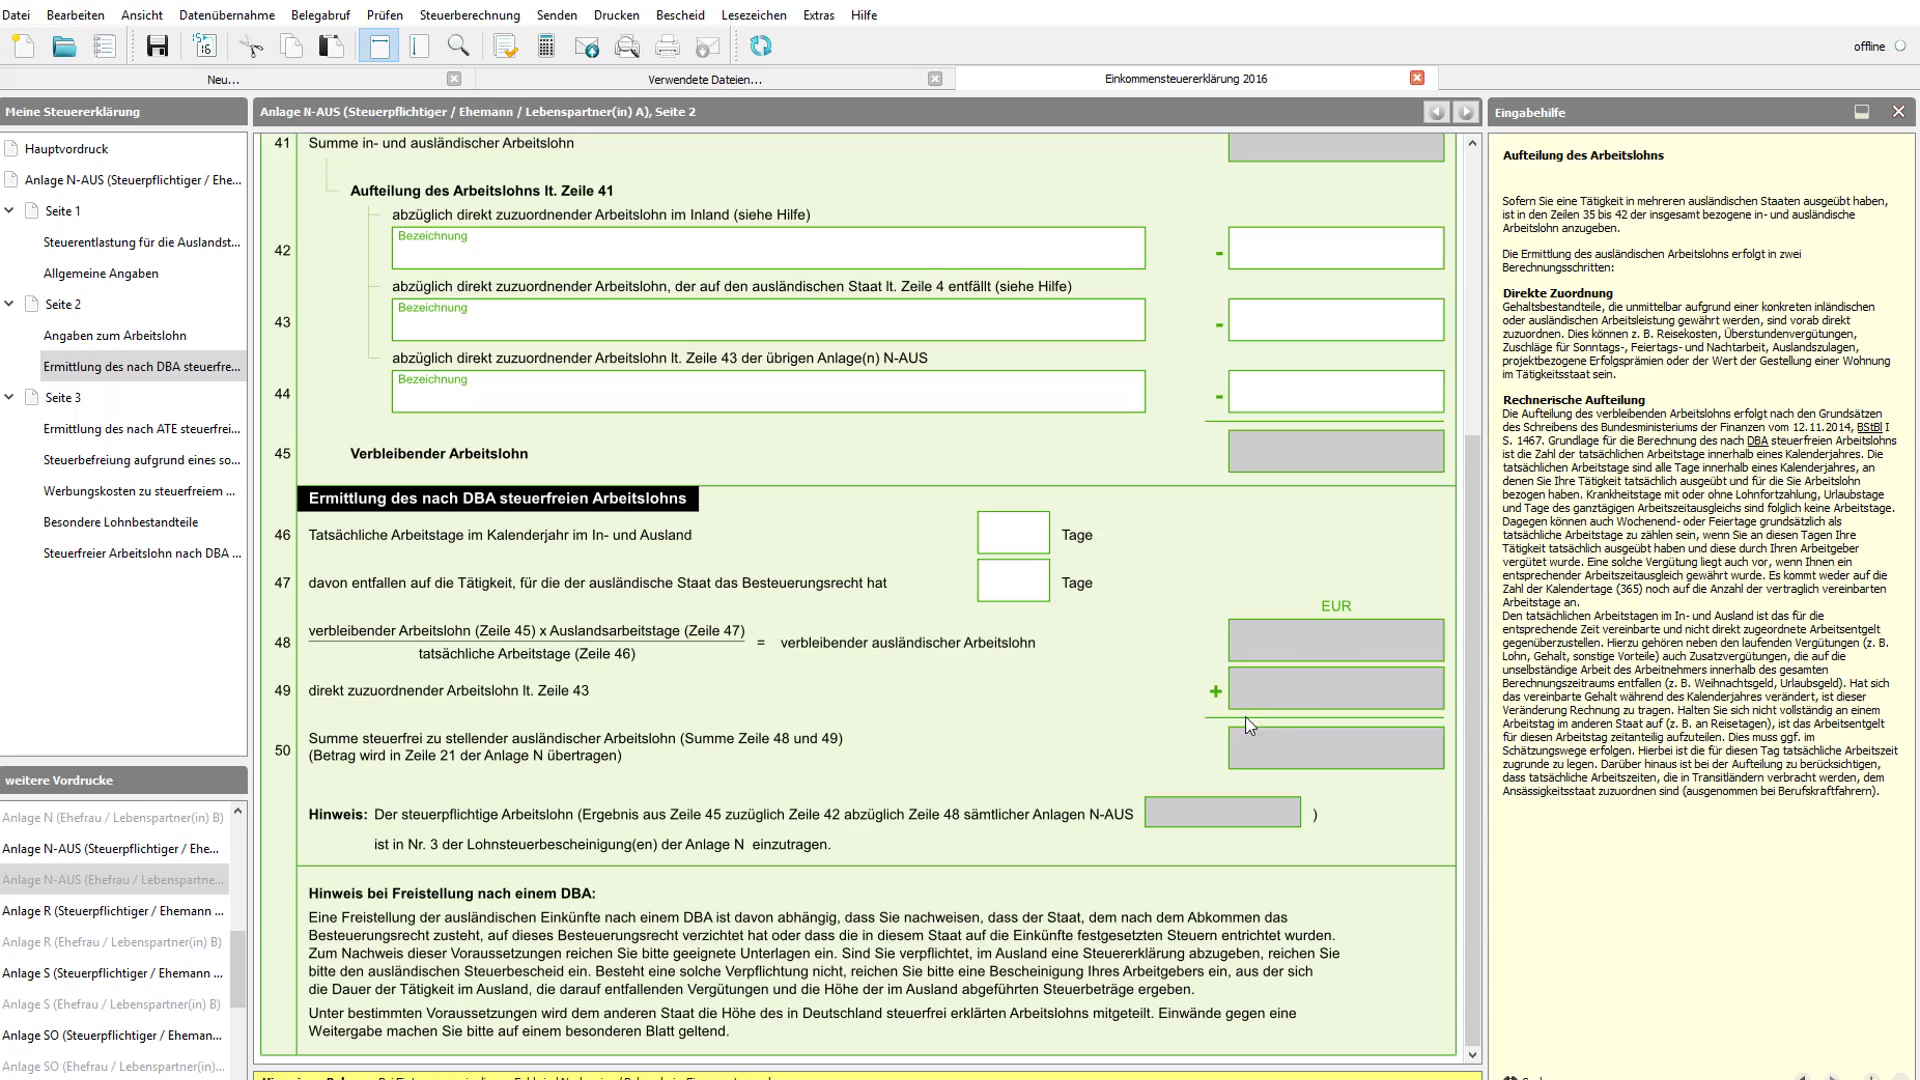 Datei Bearbeiten Ansicht Datenübernahme Belegabruf Prüfen Steuerberechnung Senden Drucken Bescheid Lesezeichen Extras Hilfe
offline
Neu... Verwendete Dateien... Einkommensteuererklärung 2016
Meine Steuererklärung
Hauptvordruck
Anlage N-AUS (Steuerpflichtiger / Ehe...
Seite 1
Steuerentlastung für die Auslandst...
Allgemeine Angaben
Seite 2
Angaben zum Arbeitslohn
Ermittlung des nach DBA steuerfre...
Seite 3
Ermittlung des nach ATE steuerfrei...
Steuerbefreiung aufgrund eines so...
Werbungskosten zu steuerfreiem ...
Besondere Lohnbestandteile
Steuerfreier Arbeitslohn nach DBA ...
weitere Vordrucke
Anlage N (Ehefrau / Lebenspartner(in) B)
Anlage N-AUS (Steuerpflichtiger / Ehe...
Anlage N-AUS (Ehefrau / Lebenspartne...
Anlage R (Steuerpflichtiger / Ehemann ...
Anlage R (Ehefrau / Lebenspartner(in) B)
Anlage S (Steuerpflichtiger / Ehemann ...
Anlage S (Ehefrau / Lebenspartner(in) B)
Anlage SO (Steuerpflichtiger / Eheman...
Anlage SO (Ehefrau / Lebenspartner(in)...
Anlage N-AUS (Steuerpflichtiger / Ehemann / Lebenspartner(in) A), Seite 2
41 Summe in- und ausländischer Arbeitslohn
Aufteilung des Arbeitslohns lt. Zeile 41
abzüglich direkt zuzuordnender Arbeitslohn im Inland (siehe Hilfe)
42 Bezeichnung -
abzüglich direkt zuzuordnender Arbeitslohn, der auf den ausländischen Staat lt. Zeile 4 entfällt (siehe Hilfe)
43 Bezeichnung -
abzüglich direkt zuzuordnender Arbeitslohn lt. Zeile 43 der übrigen Anlage(n) N-AUS
44 Bezeichnung -
45 Verbleibender Arbeitslohn
Ermittlung des nach DBA steuerfreien Arbeitslohns
46 Tatsächliche Arbeitstage im Kalenderjahr im In- und Ausland Tage
47 davon entfallen auf die Tätigkeit, für die der ausländische Staat das Besteuerungsrecht hat Tage
EUR
verbleibender Arbeitslohn (Zeile 45) x Auslandsarbeitstage (Zeile 47)
48 = verbleibender ausländischer Arbeitslohn
tatsächliche Arbeitstage (Zeile 46)
49 direkt zuzuordnender Arbeitslohn lt. Zeile 43 +
50 Summe steuerfrei zu stellender ausländischer Arbeitslohn (Summe Zeile 48 und 49)
(Betrag wird in Zeile 21 der Anlage N übertragen)
Hinweis: Der steuerpflichtige Arbeitslohn (Ergebnis aus Zeile 45 zuzüglich Zeile 42 abzüglich Zeile 48 sämtlicher Anlagen N-AUS )
ist in Nr. 3 der Lohnsteuerbescheinigung(en) der Anlage N einzutragen.
Hinweis bei Freistellung nach einem DBA:
Eine Freistellung der ausländischen Einkünfte nach einem DBA ist davon abhängig, dass Sie nachweisen, dass der Staat, dem nach dem Abkommen das
Besteuerungsrecht zusteht, auf dieses Besteuerungsrecht verzichtet hat oder dass die in diesem Staat auf die Einkünfte festgesetzten Steuern entrichtet wurden.
Zum Nachweis dieser Voraussetzungen reichen Sie bitte geeignete Unterlagen ein. Sind Sie verpflichtet, im Ausland eine Steuererklärung abzugeben, reichen Sie
bitte den ausländischen Steuerbescheid ein. Besteht eine solche Verpflichtung nicht, reichen Sie bitte eine Bescheinigung Ihres Arbeitgebers ein, aus der sich
die Dauer der Tätigkeit im Ausland, die darauf entfallenden Vergütungen und die Höhe der im Ausland abgeführten Steuerbeträge ergeben.
Unter bestimmten Voraussetzungen wird dem anderen Staat die Höhe des in Deutschland steuerfrei erklärten Arbeitslohns mitgeteilt. Einwände gegen eine
Weitergabe machen Sie bitte auf einem besonderen Blatt geltend.
Eingabehilfe
Aufteilung des Arbeitslohns
Sofern Sie eine Tätigkeit in mehreren ausländischen Staaten ausgeübt haben,
ist in den Zeilen 35 bis 42 der insgesamt bezogene in- und ausländische
Arbeitslohn anzugeben.
Die Ermittlung des ausländischen Arbeitslohns erfolgt in zwei
Berechnungsschritten:
Direkte Zuordnung
Gehaltsbestandteile, die unmittelbar aufgrund einer konkreten inländischen
oder ausländischen Arbeitsleistung gewährt werden, sind vorab direkt
zuzuordnen. Dies können z. B. Reisekosten, Überstundenvergütungen,
Zuschläge für Sonntags-, Feiertags- und Nachtarbeit, Auslandszulagen,
projektbezogene Erfolgsprämien oder der Wert der Gestellung einer Wohnung
im Tätigkeitsstaat sein.
Rechnerische Aufteilung
Die Aufteilung des verbleibenden Arbeitslohns erfolgt nach den Grundsätzen
des Schreibens des Bundesministeriums der Finanzen vom 12.11.2014, BStBl I
S. 1467. Grundlage für die Berechnung des nach DBA steuerfreien Arbeitslohns
ist die Zahl der tatsächlichen Arbeitstage innerhalb eines Kalenderjahres. Die
tatsächlichen Arbeitstage sind alle Tage innerhalb eines Kalenderjahres, an
denen Sie Ihre Tätigkeit tatsächlich ausgeübt und für die Sie Arbeitslohn
bezogen haben. Krankheitstage mit oder ohne Lohnfortzahlung, Urlaubstage
und Tage des ganztägigen Arbeitszeitausgleichs sind folglich keine Arbeitstage.
Dagegen können auch Wochenend- oder Feiertage grundsätzlich als
tatsächliche Arbeitstage zu zählen sein, wenn Sie an diesen Tagen Ihre
Tätigkeit tatsächlich ausgeübt haben und diese durch Ihren Arbeitgeber
vergütet wurde. Eine solche Vergütung liegt auch vor, wenn Ihnen ein
entsprechender Arbeitszeitausgleich gewährt wurde. Es kommt weder auf die
Zahl der Kalendertage (365) noch auf die Anzahl der vertraglich vereinbarten
Arbeitstage an.
Den tatsächlichen Arbeitstagen im In- und Ausland ist das für die
entsprechende Zeit vereinbarte und nicht direkt zugeordnete Arbeitsentgelt
gegenüberzustellen. Hierzu gehören neben den laufenden Vergütungen (z. B.
Lohn, Gehalt, sonstige Vorteile) auch Zusatzvergütungen, die auf die
unselbständige Arbeit des Arbeitnehmers innerhalb des gesamten
Berechnungszeitraums entfallen (z. B. Weihnachtsgeld, Urlaubsgeld). Hat sich
das vereinbarte Gehalt während des Kalenderjahres verändert, ist dieser
Veränderung Rechnung zu tragen. Halten Sie sich nicht vollständig an einem
Arbeitstag im anderen Staat auf (z. B. an Reisetagen), ist das Arbeitsentgelt
für diesen Arbeitstag zeitanteilig aufzuteilen. Dies muss ggf. im
Schätzungswege erfolgen. Hierbei ist die für diesen Tag tatsächliche Arbeitszeit
zugrunde zu legen. Darüber hinaus ist bei der Aufteilung zu berücksichtigen,
dass tatsächliche Arbeitszeiten, die in Transitländern verbracht werden, dem
Ansässigkeitsstaat zuzuordnen sind (ausgenommen bei Berufskraftfahrern).